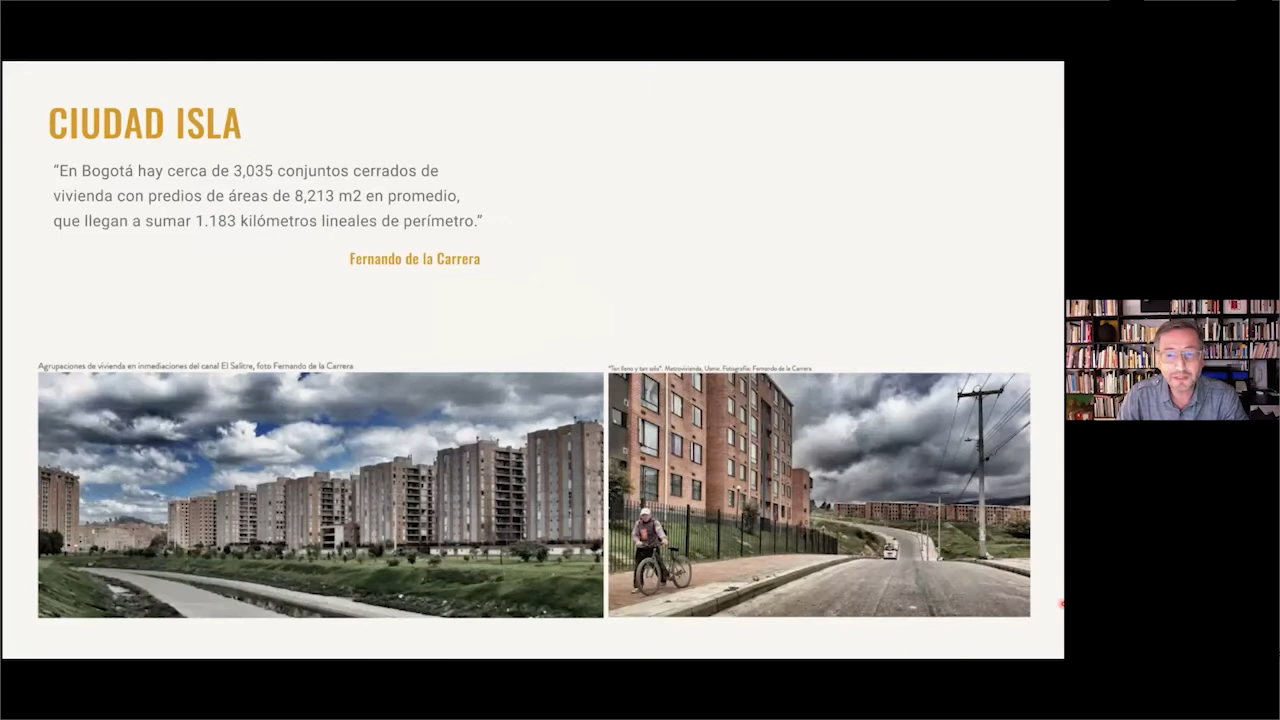 CIUDAD ISLA
“En Bogotá hay cerca de 3,035 conjuntos cerrados de
vivienda con predios de áreas de 8,213 m2 en promedio,
que llegan a sumar 1.183 kilómetros lineales de perímetro.”
Fernando de la Carrera
Agrupaciones de vivienda en inmediaciones del canal El Salitre, foto Fernando de la Carrera
"Tan lleno y tan solo". Metrovivienda, Usme. Fotografía: Fernando de la Carrera